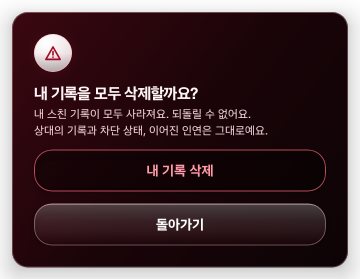 내 기록을 모두 삭제할까요?
내 스친 기록이 모두 사라져요. 되돌릴 수 없어요.
상대의 기록과 차단 상태, 이어진 인연은 그대로예요.
내 기록 삭제
돌아가기